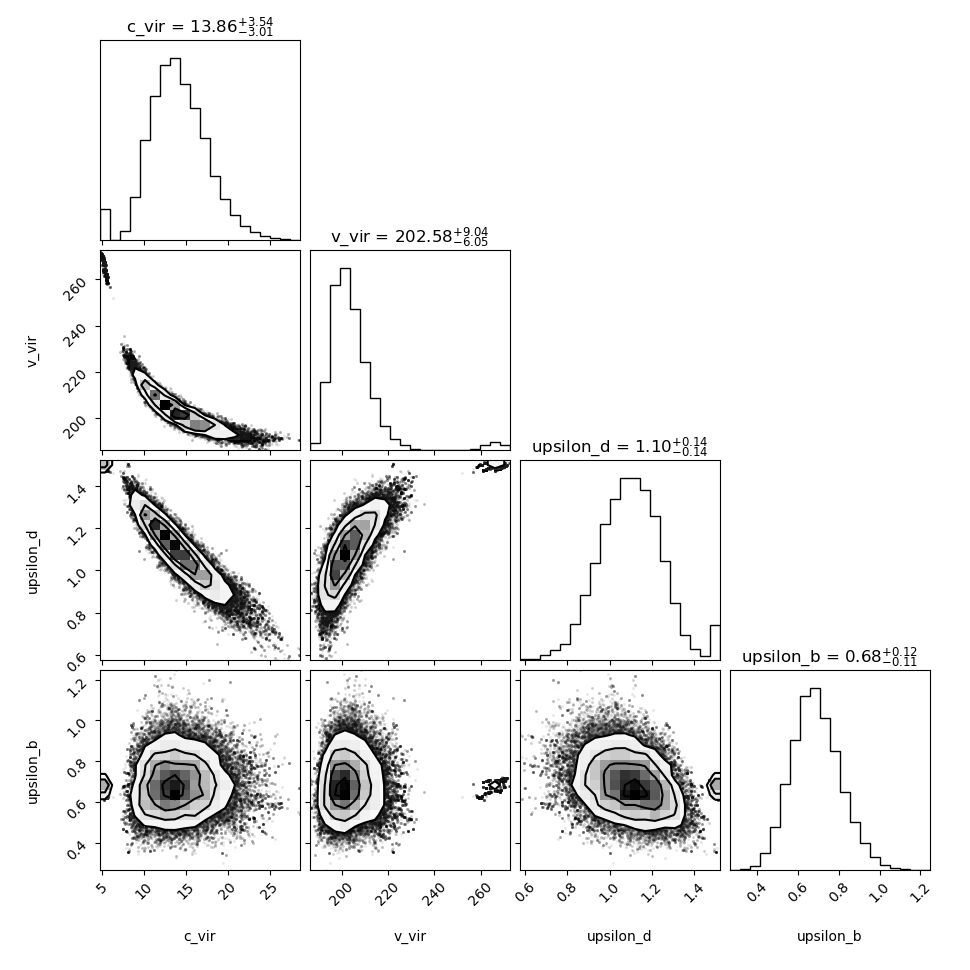 c_vir = 13.86+3.54−3.01
v_vir = 202.58+9.04−6.05
upsilon_d = 1.10+0.14−0.14
upsilon_b = 0.68+0.12−0.11
v_vir
260
240
220
200
upsilon_d
1.4
1.2
1.0
0.8
0.6
upsilon_b
1.2
1.0
0.8
0.6
0.4
5 10 15 20 25
200 220 240 260
0.6 0.8 1.0 1.2 1.4
0.4 0.6 0.8 1.0 1.2
c_vir
v_vir
upsilon_d
upsilon_b